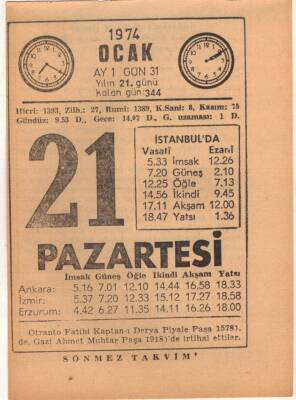 1974
OCAK
AY 1 GÜN 31
Yılın 21. günü
Kalan gün: 344
Hicri: 1393, Zilh.: 27, Rumi: 1389, K.Sani: 8, Kasım: 75
Gündüz: 9.53 D., Gece: 14.07 D., G. uzaması: 1 D.
21
İSTANBUL'DA
Vasati Ezanî
5.33 İmsak 12.26
7.20 Güneş 2.10
12.25 Öğle 7.13
14.56 İkindi 9.45
17.11 Akşam 12.00
18.47 Yatsı 1.36
PAZARTESİ
İmsak Güneş Öğle İkindi Akşam Yatsı
Ankara: 5.16 7.01 12.10 14.44 16.58 18.33
İzmir: 5.37 7.20 12.33 15.12 17.27 18.58
Erzurum: 4.42 6.27 11.35 14.11 16.26 18.00
Otranto Fatihi Kaptan-ı Derya Piyale Paşa 1578),
de, Gazi Ahmet Muhtar Paşa 1918)'de irtihal ettiler.
SÖNMEZ TAKVİM